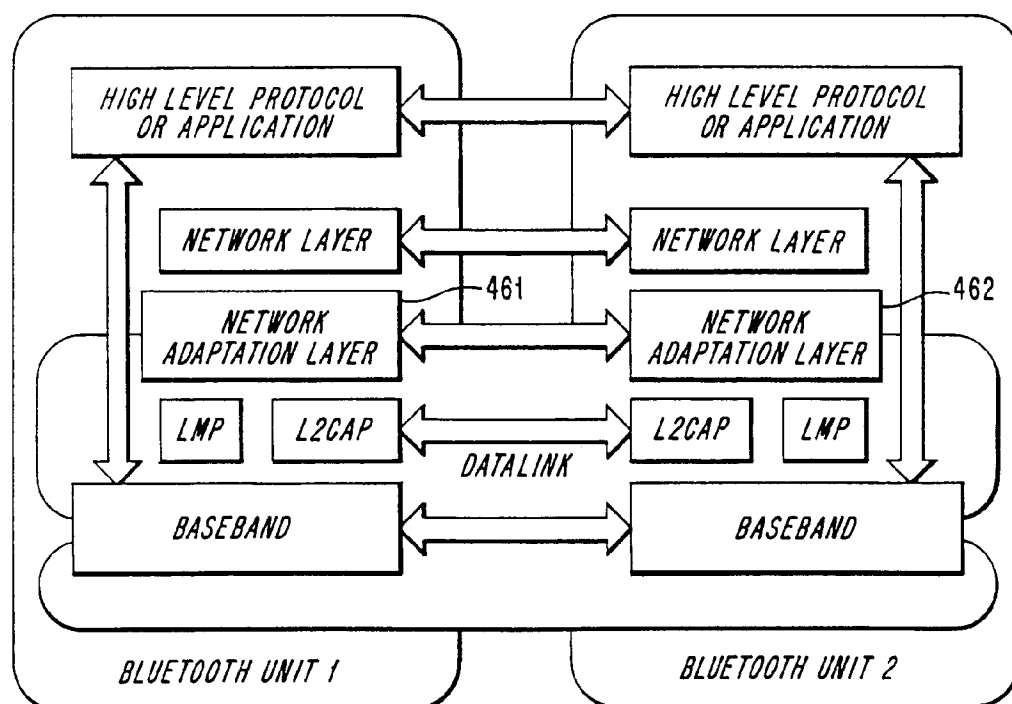 HIGH LEVEL PROTOCOL
OR APPLICATION
HIGH LEVEL PROTOCOL
OR APPLICATION
NETWORK LAYER
NETWORK LAYER
461
462
NETWORK
ADAPTATION LAYER
NETWORK
ADAPTATION LAYER
LMP
L2CAP
L2CAP
LMP
DATALINK
BASEBAND
BASEBAND
BLUETOOTH UNIT 1
BLUETOOTH UNIT 2